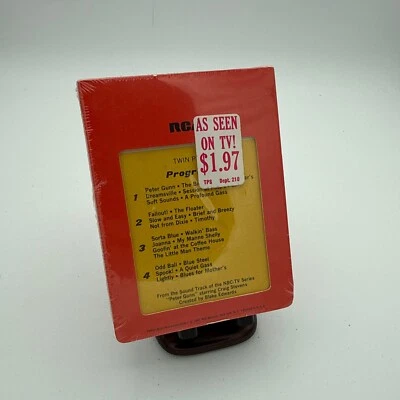 RCA
AS SEEN
ON TV!
$1.97
TP8 Dept. 210
TWIN
Progr
1 Peter Gunn • The
Dreamsville • Session
Soft Sounds • A Profound Gass
2 Fallout! • The Floater
Slow and Easy • Brief and Breezy
Not from Dixie • Timothy
3 Sorta Blue • Walkin' Bass
Joanna • My Manne Shelly
Goofin' at the Coffee House
The Little Man Theme
4 Odd Ball • Blue Steel
Spook! • A Quiet Gass
Lightly • Blues for Mother's
From the Sound Track of the NBC-TV Series
"Peter Gunn" starring Craig Stevens
Created by Blake Edwards